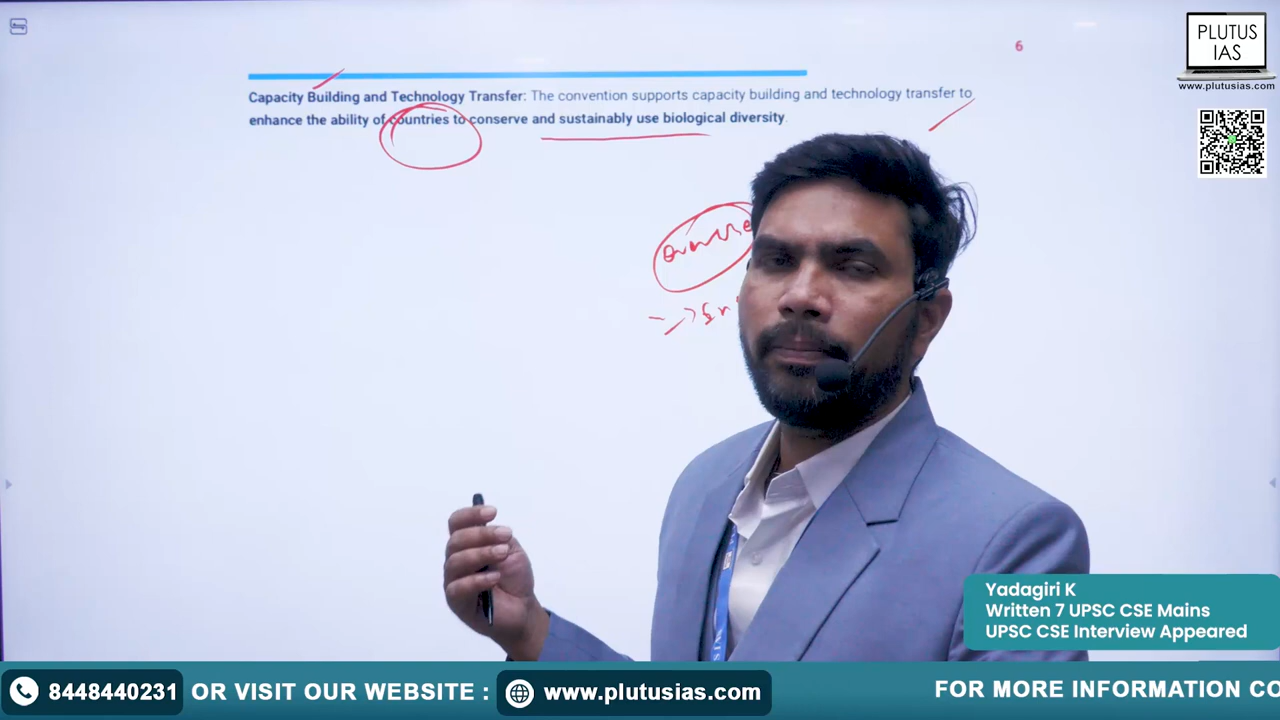 PLUTUS
IAS
www.plutusias.com
6
Capacity Building and Technology Transfer: The convention supports capacity building and technology transfer to
enhance the ability of countries to conserve and sustainably use biological diversity.
Yadagiri K
Written 7 UPSC CSE Mains
UPSC CSE Interview Appeared
8448440231 OR VISIT OUR WEBSITE : www.plutusias.com FOR MORE INFORMATION CO